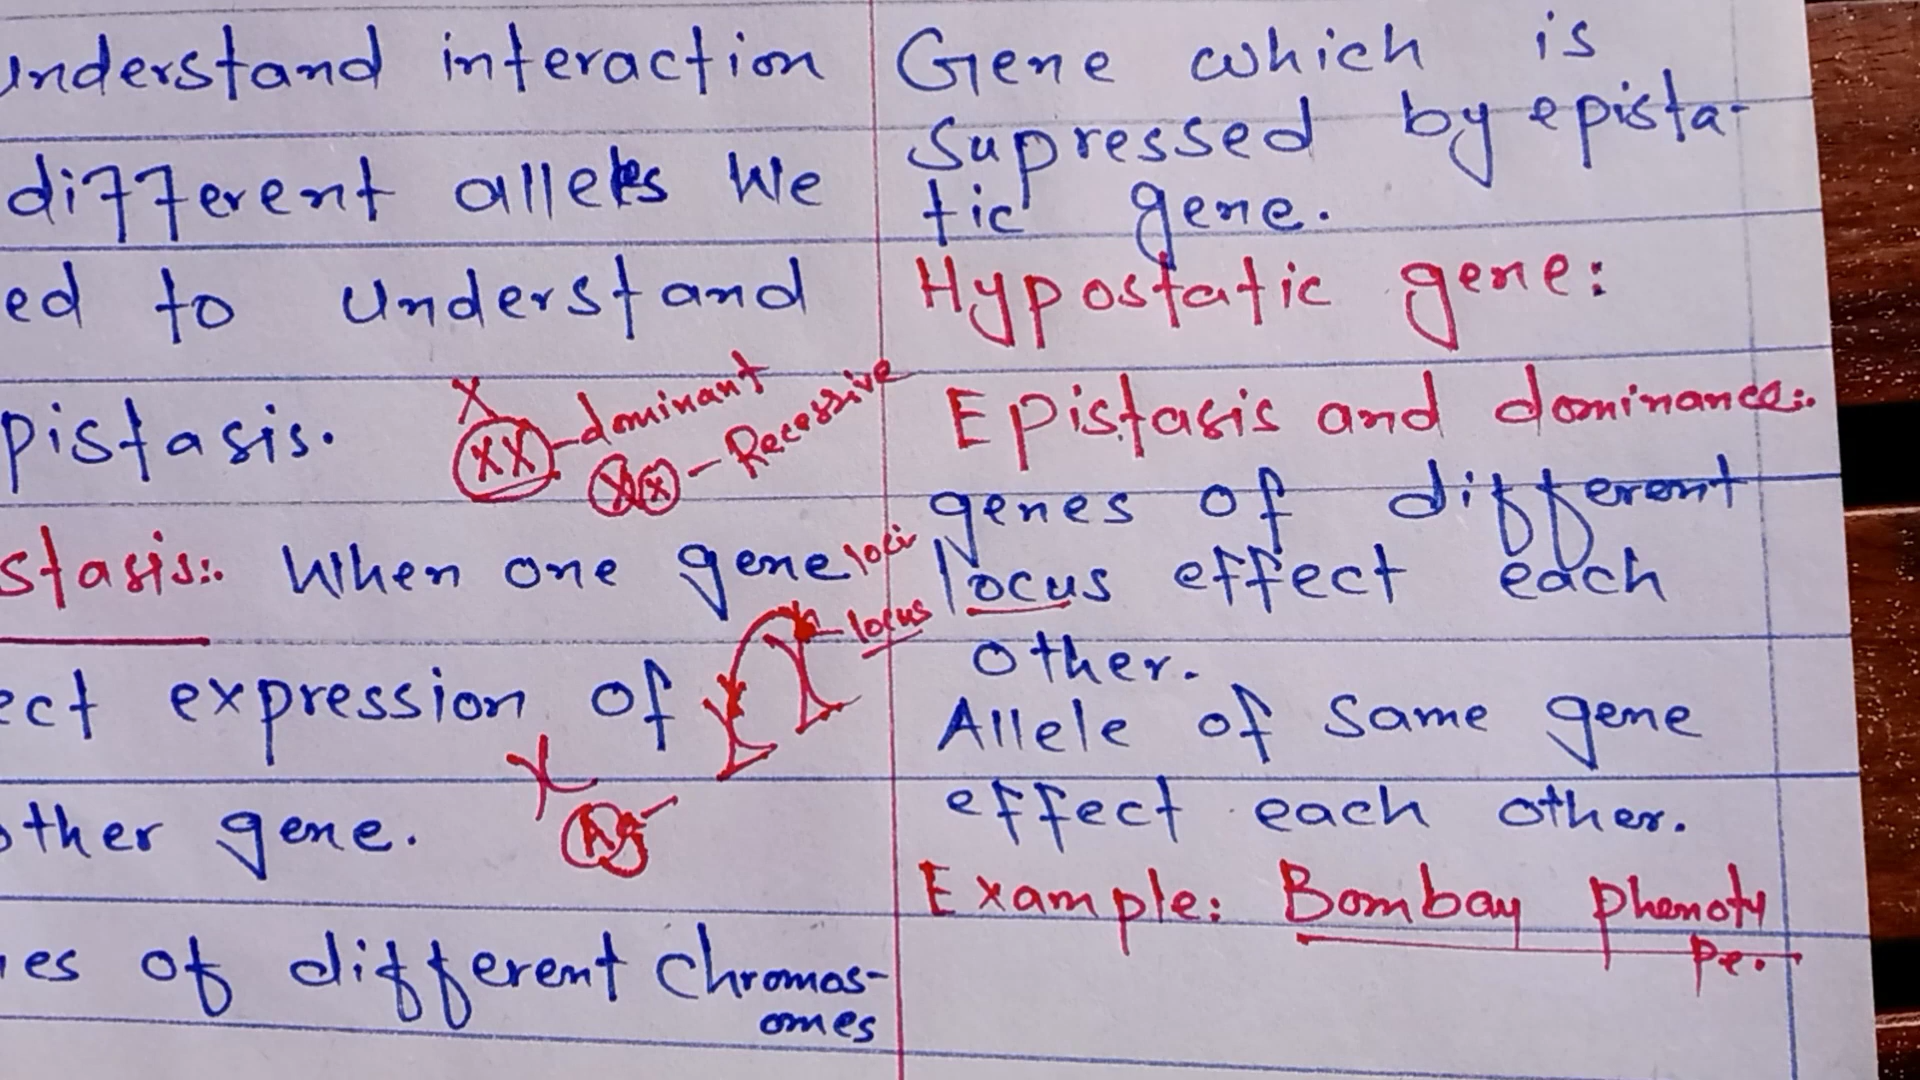 understand interaction
different alleles We
ed to understand
pistasis.
X
XX - dominant
Xx - Recessive
stasis:. When one gene
loci
locus
ect expression of
other gene.
es of different Chromos-
omes
Gene which is
Supressed by epista-
tic gene.
Hypostatic gene:
Epistasis and dominance:.
genes of different
locus effect each
other.
Allele of same gene
effect each other.
Example: Bombay Phenoty
pe.